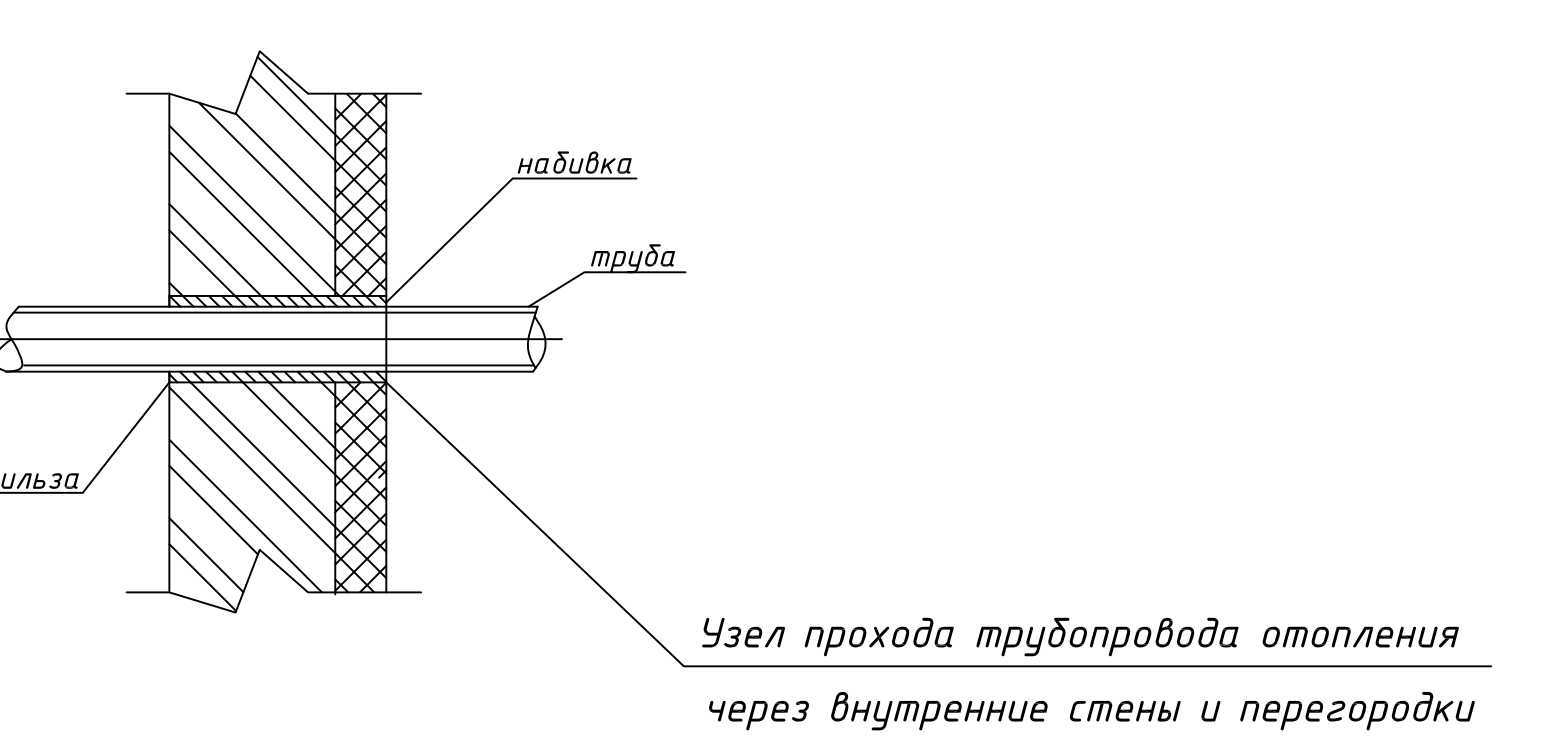 набивка
труба
ильза
Узел прохода трубопровода отопления
через внутренние стены и перегородки